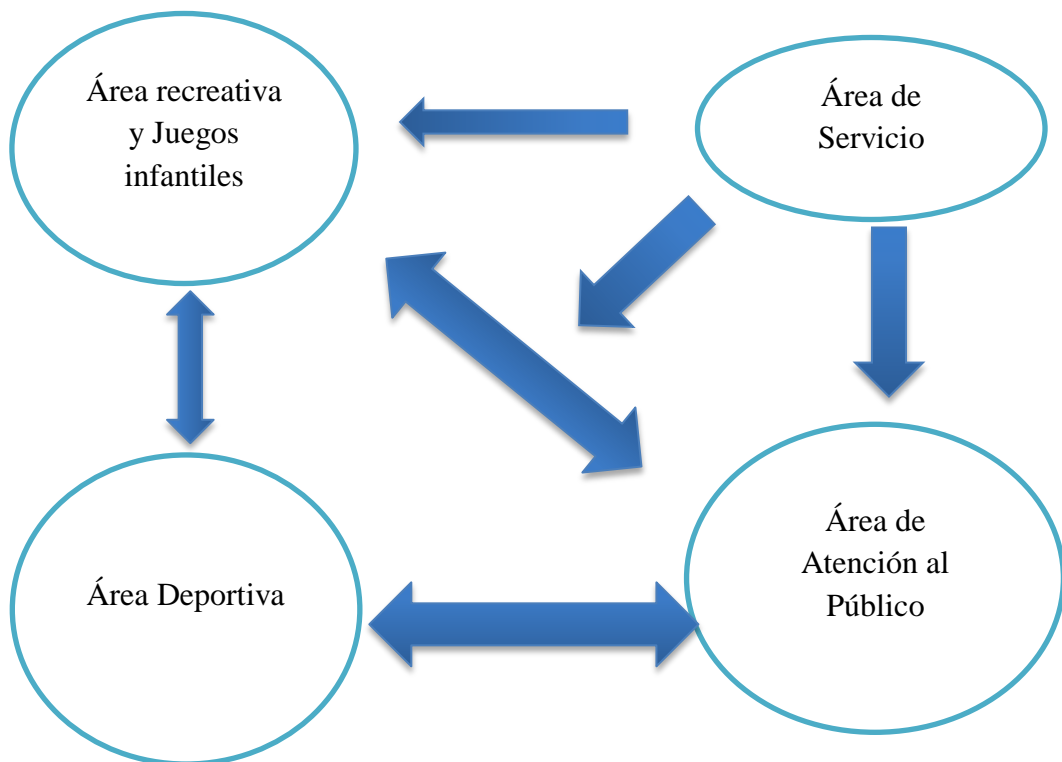 Área recreativa
y Juegos
infantiles
Área de
Servicio
Área Deportiva
Área de
Atención al
Público